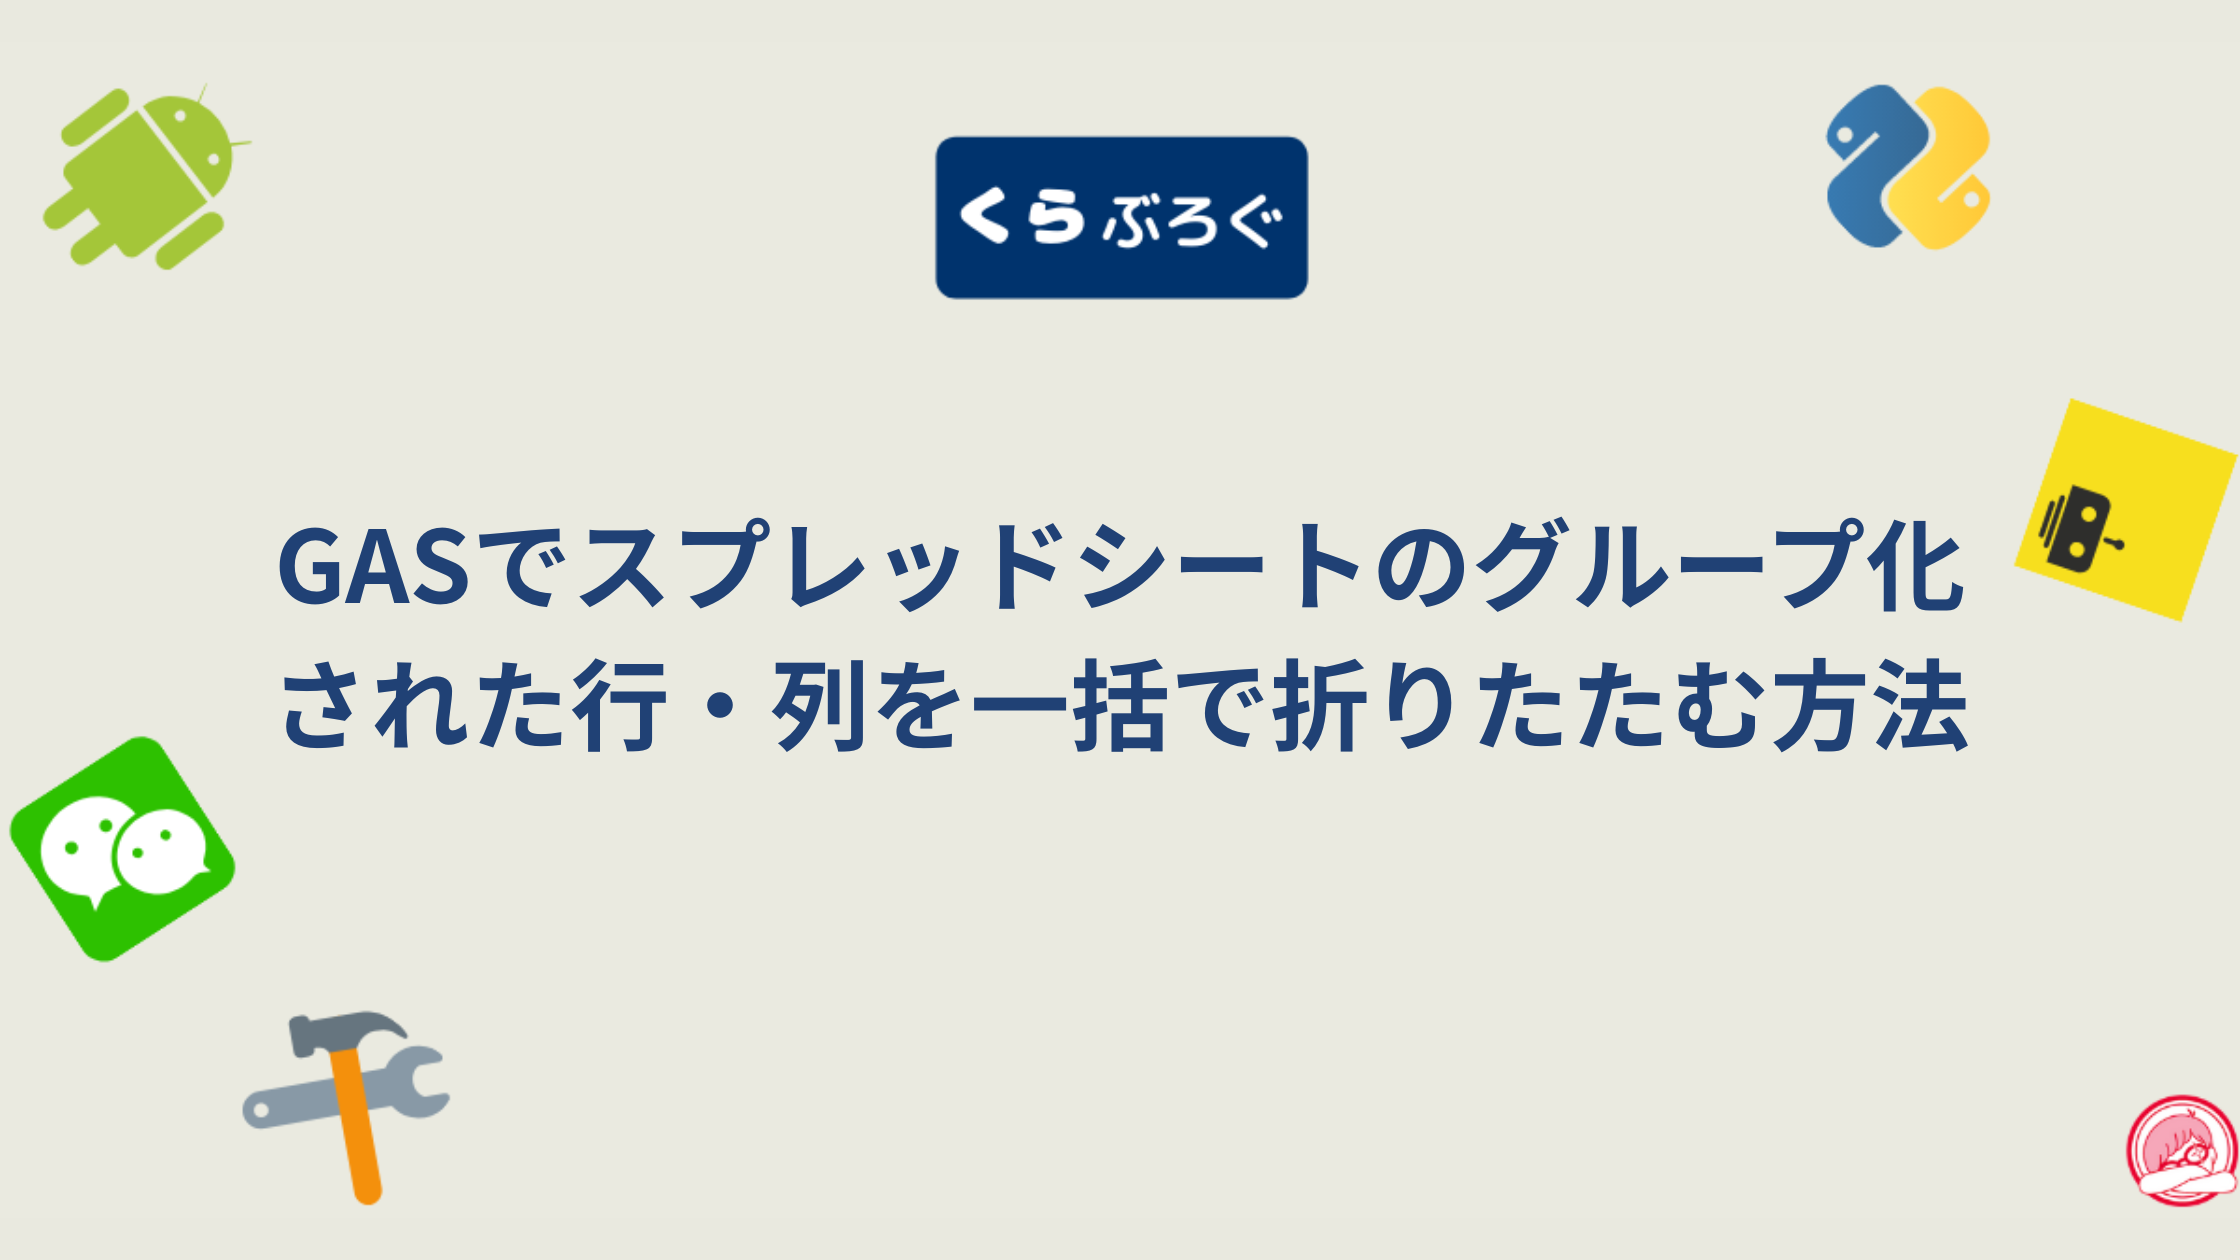 くらぶろぐ
GASでスプレッドシートのグループ化
された行・列を一括で折りたたむ方法